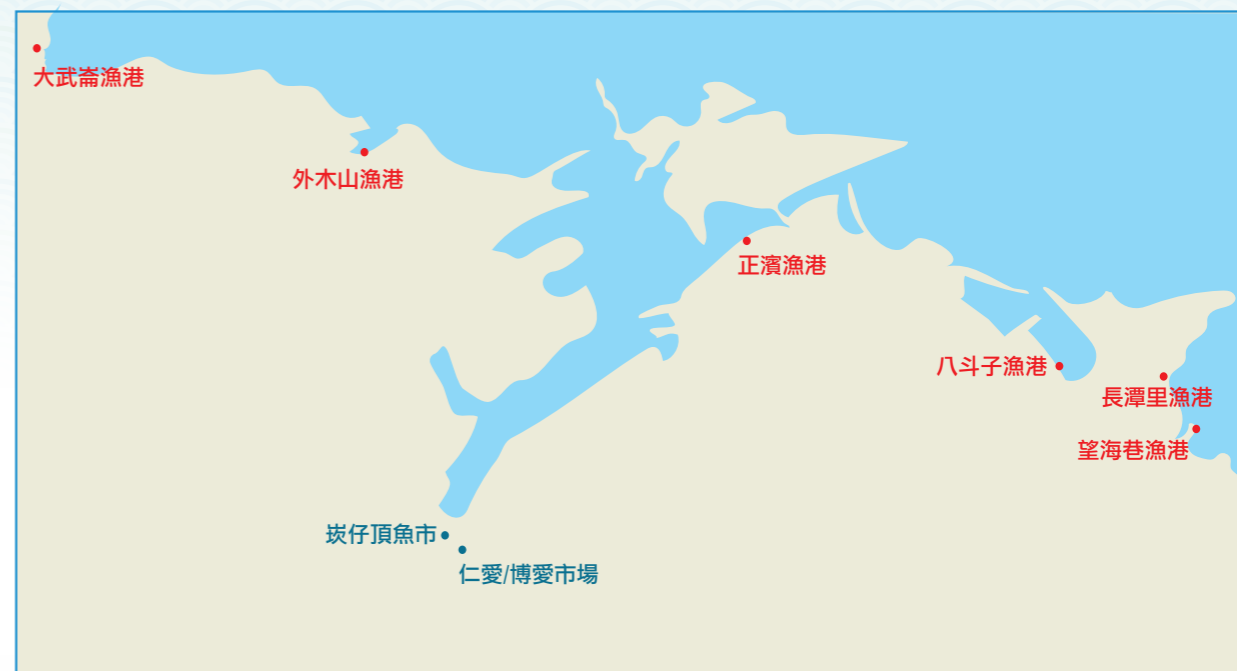 大武崙漁港
外木山漁港
正濱漁港
八斗子漁港
長潭里漁港
望海巷漁港
崁仔頂魚市
仁愛/博愛市場